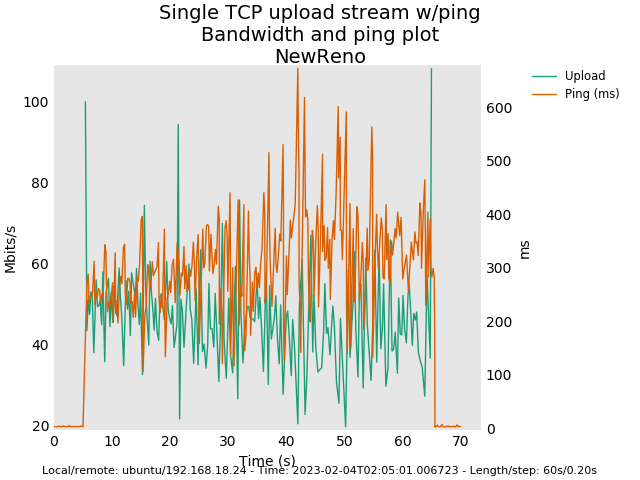 Single TCP upload stream w/ping
Bandwidth and ping plot
NewReno
Upload
Ping (ms)
100
80
60
40
20
Mbits/s
600
500
400
300
200
100
0
ms
0 10 20 30 40 50 60 70
Time (s)
Local/remote: ubuntu/192.168.18.24 - Time: 2023-02-04T02:05:01.006723 - Length/step: 60s/0.20s